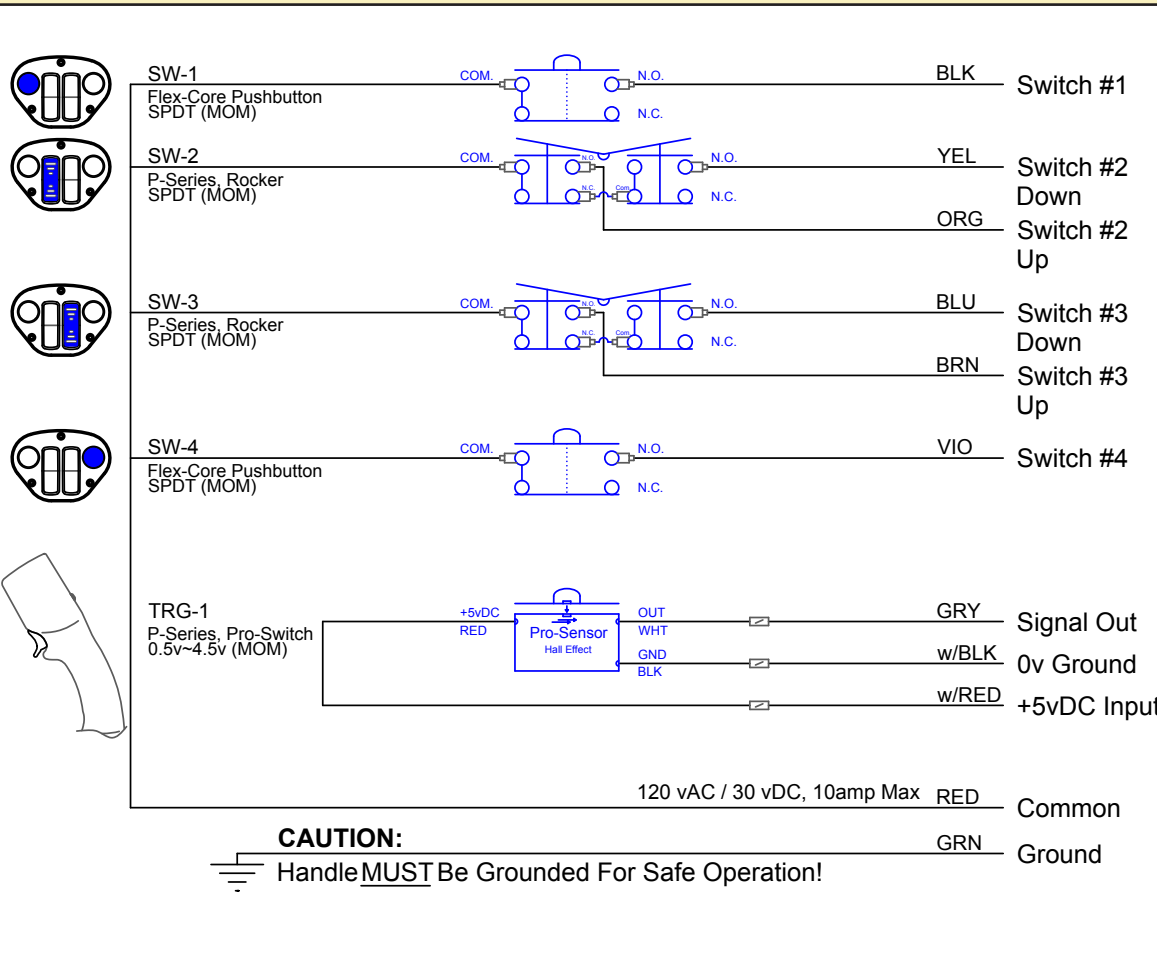 SW-1
COM.
N.O.
BLK
Switch #1
Flex-Core Pushbutton
SPDT (MOM)
N.C.
SW-2
COM.
N.O.
N.O.
YEL
Switch #2
Down
P-Series, Rocker
SPDT (MOM)
N.C.
Com.
N.C.
ORG
Switch #2
Up
SW-3
COM.
N.O.
N.O.
BLU
Switch #3
Down
P-Series, Rocker
SPDT (MOM)
N.C.
Com.
N.C.
BRN
Switch #3
Up
SW-4
COM.
N.O.
VIO
Switch #4
Flex-Core Pushbutton
SPDT (MOM)
N.C.
TRG-1
P-Series, Pro-Switch
0.5v~4.5v (MOM)
+5vDC
RED
Pro-Sensor
Hall Effect
OUT
WHT
GND
BLK
GRY
Signal Out
w/BLK
0v Ground
w/RED
+5vDC Input
120 vAC / 30 vDC, 10amp Max
RED
Common
CAUTION:
GRN
Ground
Handle MUST Be Grounded For Safe Operation!